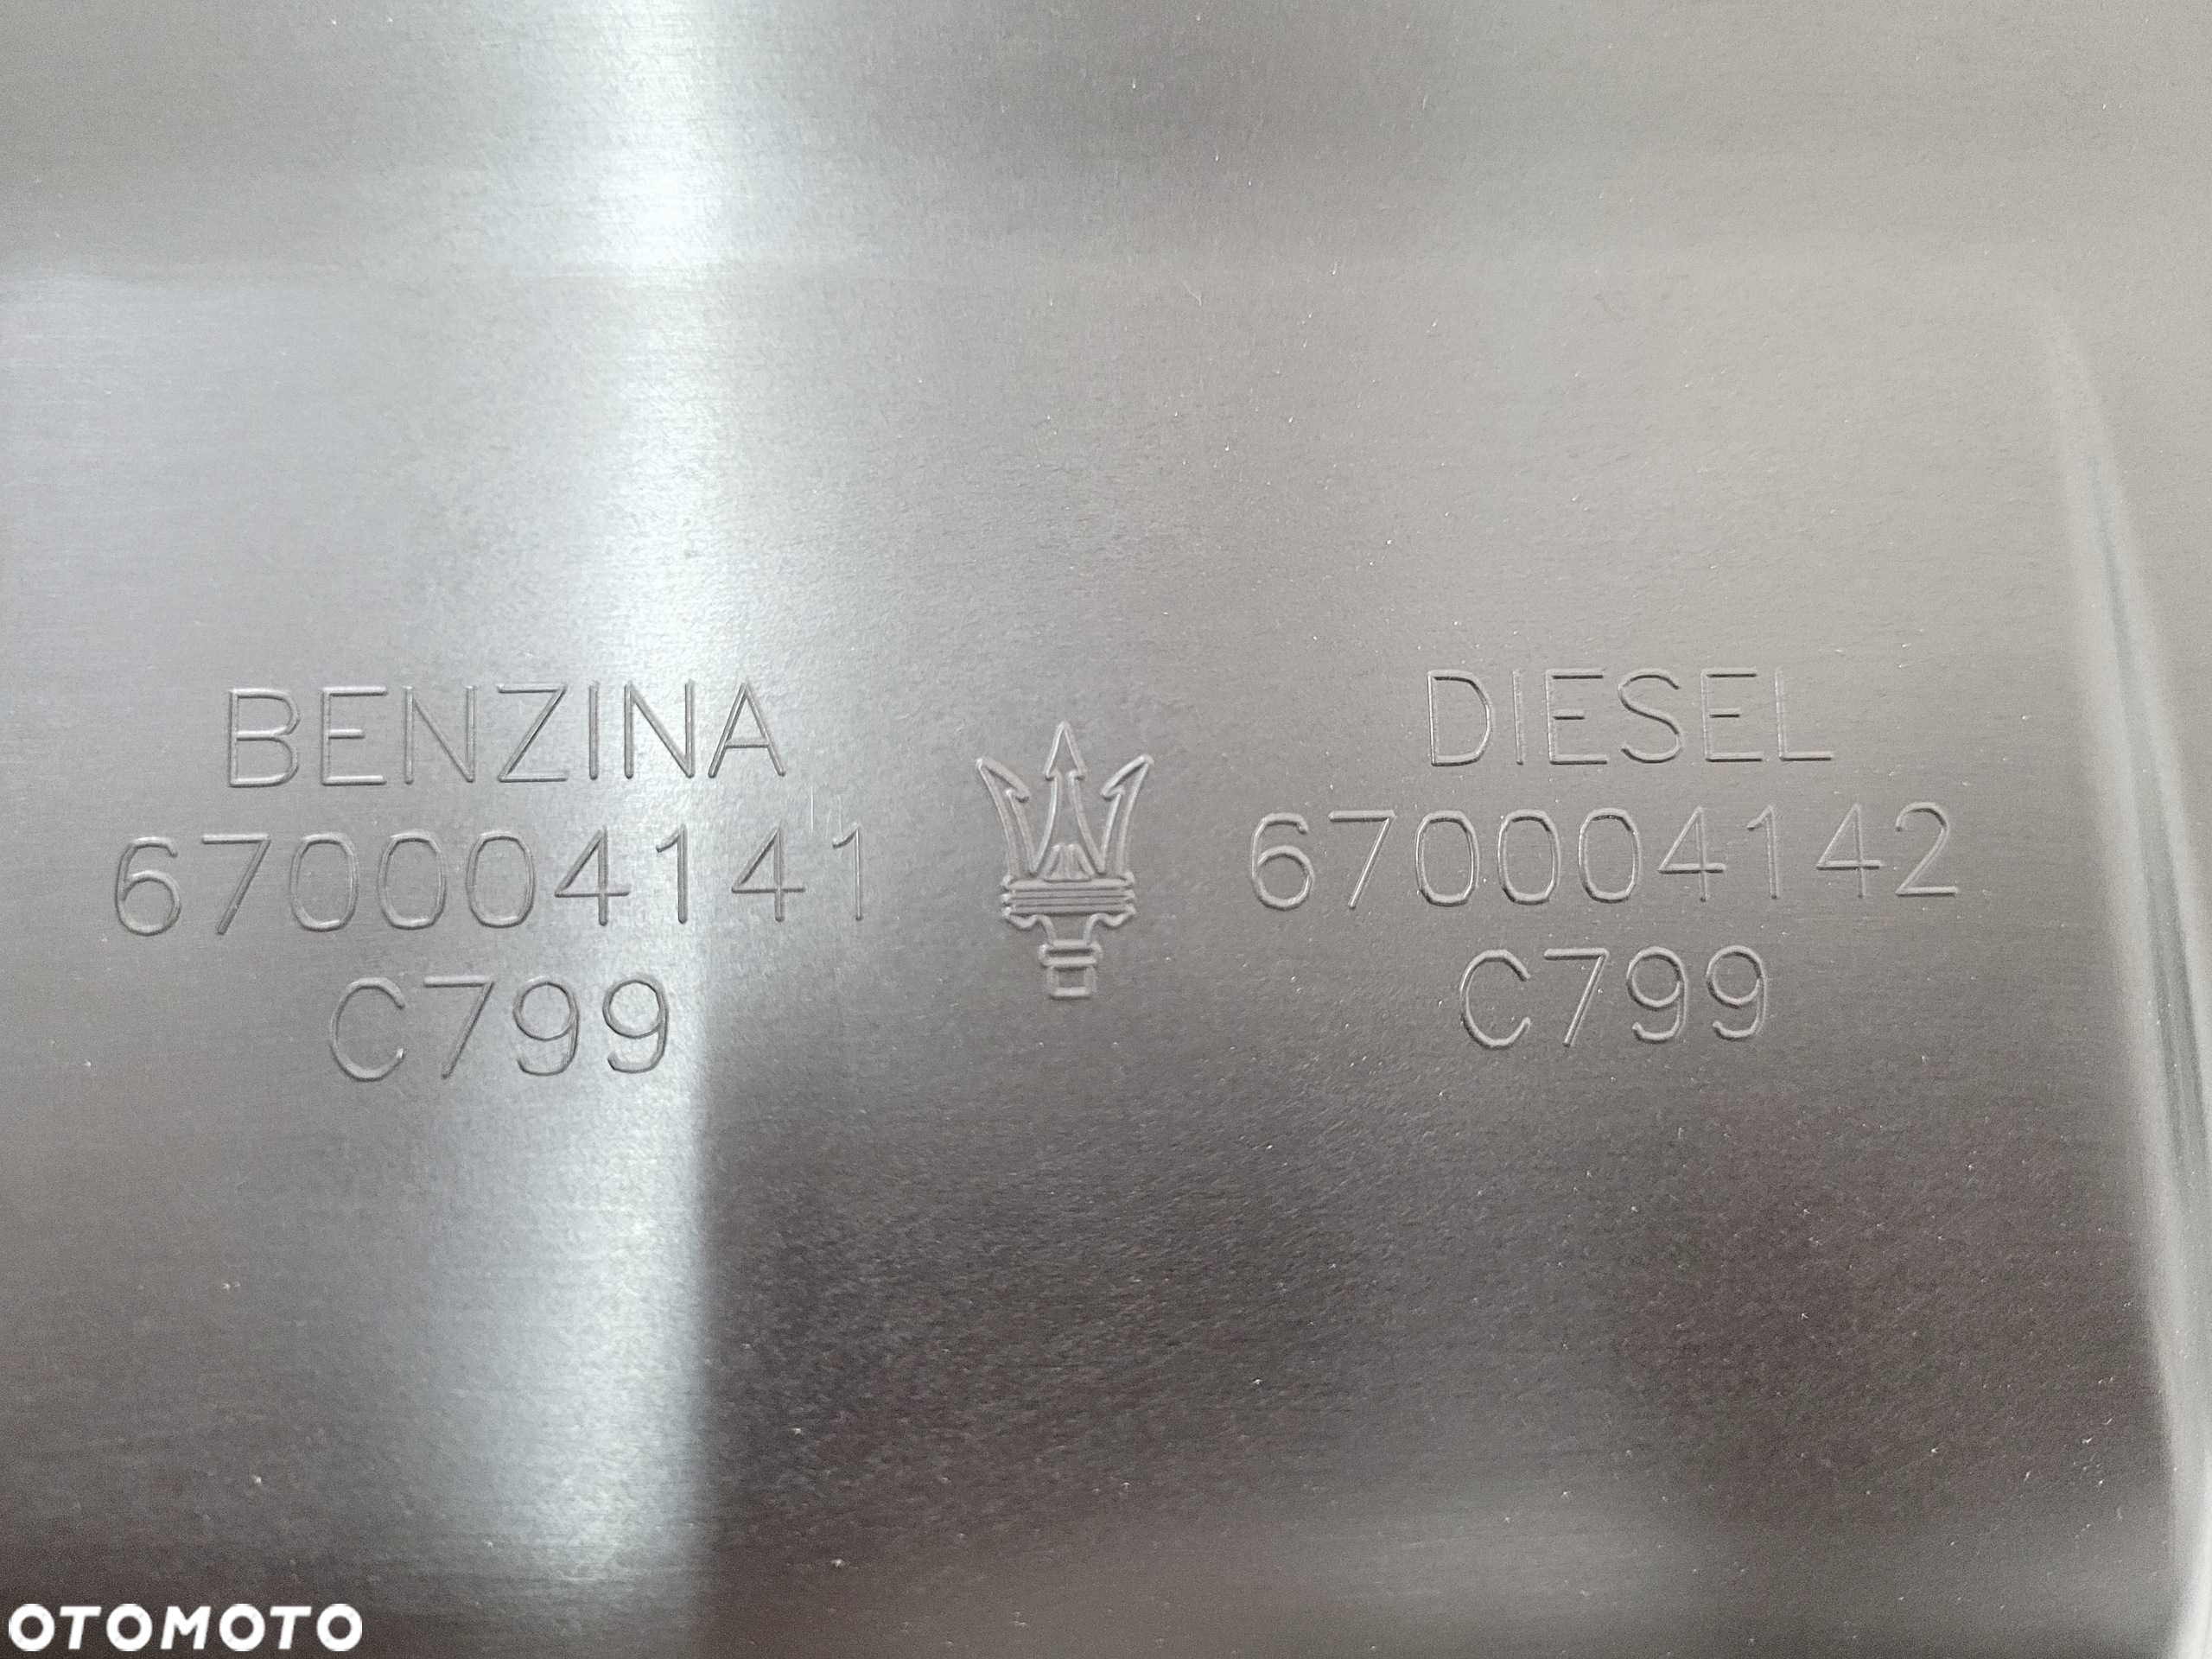 BENZINA
670004141
C799
DIESEL
670004142
C799
OTOMOTO